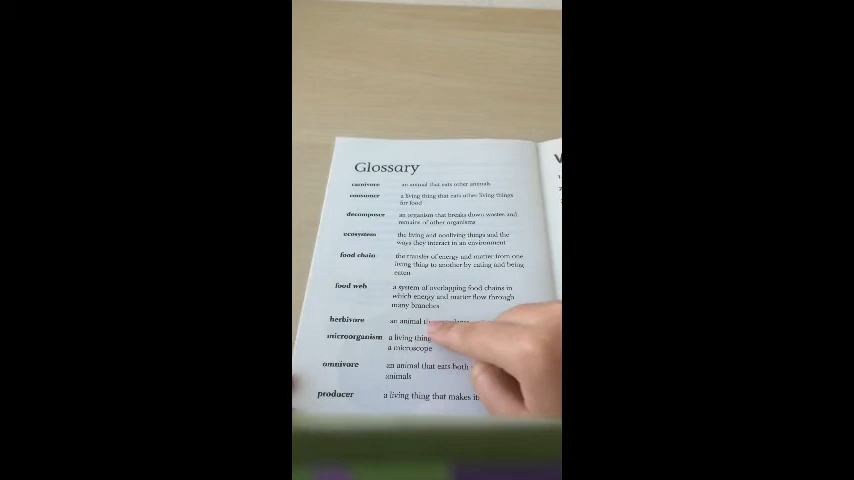 Glossary
carnivore an animal that eats other animals
consumer a living thing that eats other living things
for food
decomposer an organism that breaks down wastes and
remains of other organisms
ecosystem the living and nonliving things and the
ways they interact in an environment
food chain the transfer of energy and matter from one
living thing to another by eating and being
eaten
food web a system of overlapping food chains in
which energy and matter flow through
many branches
herbivore an animal
microorganism a living thing
a microscope
omnivore an animal that eats both
animals
producer a living thing that makes